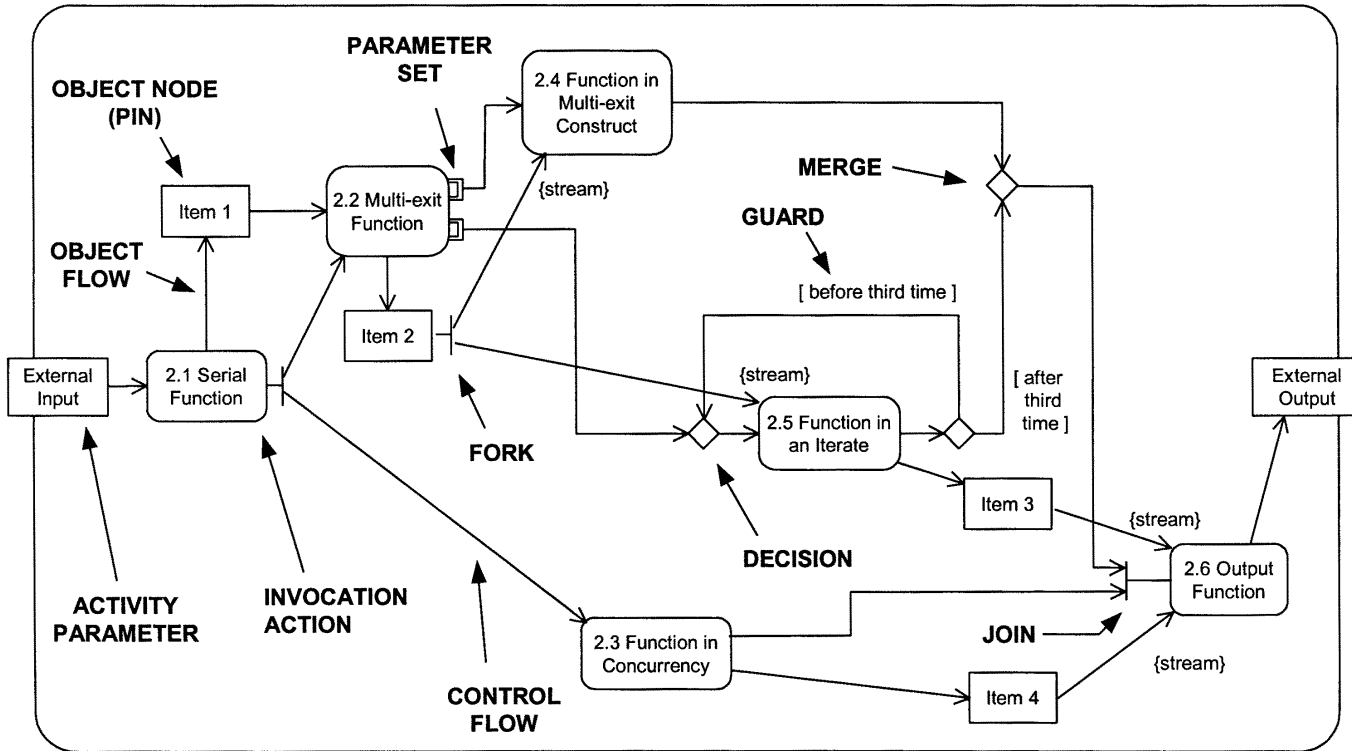 PARAMETER
SET
OBJECT NODE
(PIN)
2.4 Function in
Multi-exit
Construct
MERGE
{stream}
2.2 Multi-exit
Function
Item 1
GUARD
OBJECT
FLOW
[ before third time ]
Item 2
External
Input
2.1 Serial
Function
{stream}
[ after
third
time ]
External
Output
2.5 Function in
an Iterate
FORK
Item 3
{stream}
DECISION
2.6 Output
Function
ACTIVITY
PARAMETER
INVOCATION
ACTION
2.3 Function in
Concurrency
JOIN
{stream}
CONTROL
FLOW
Item 4